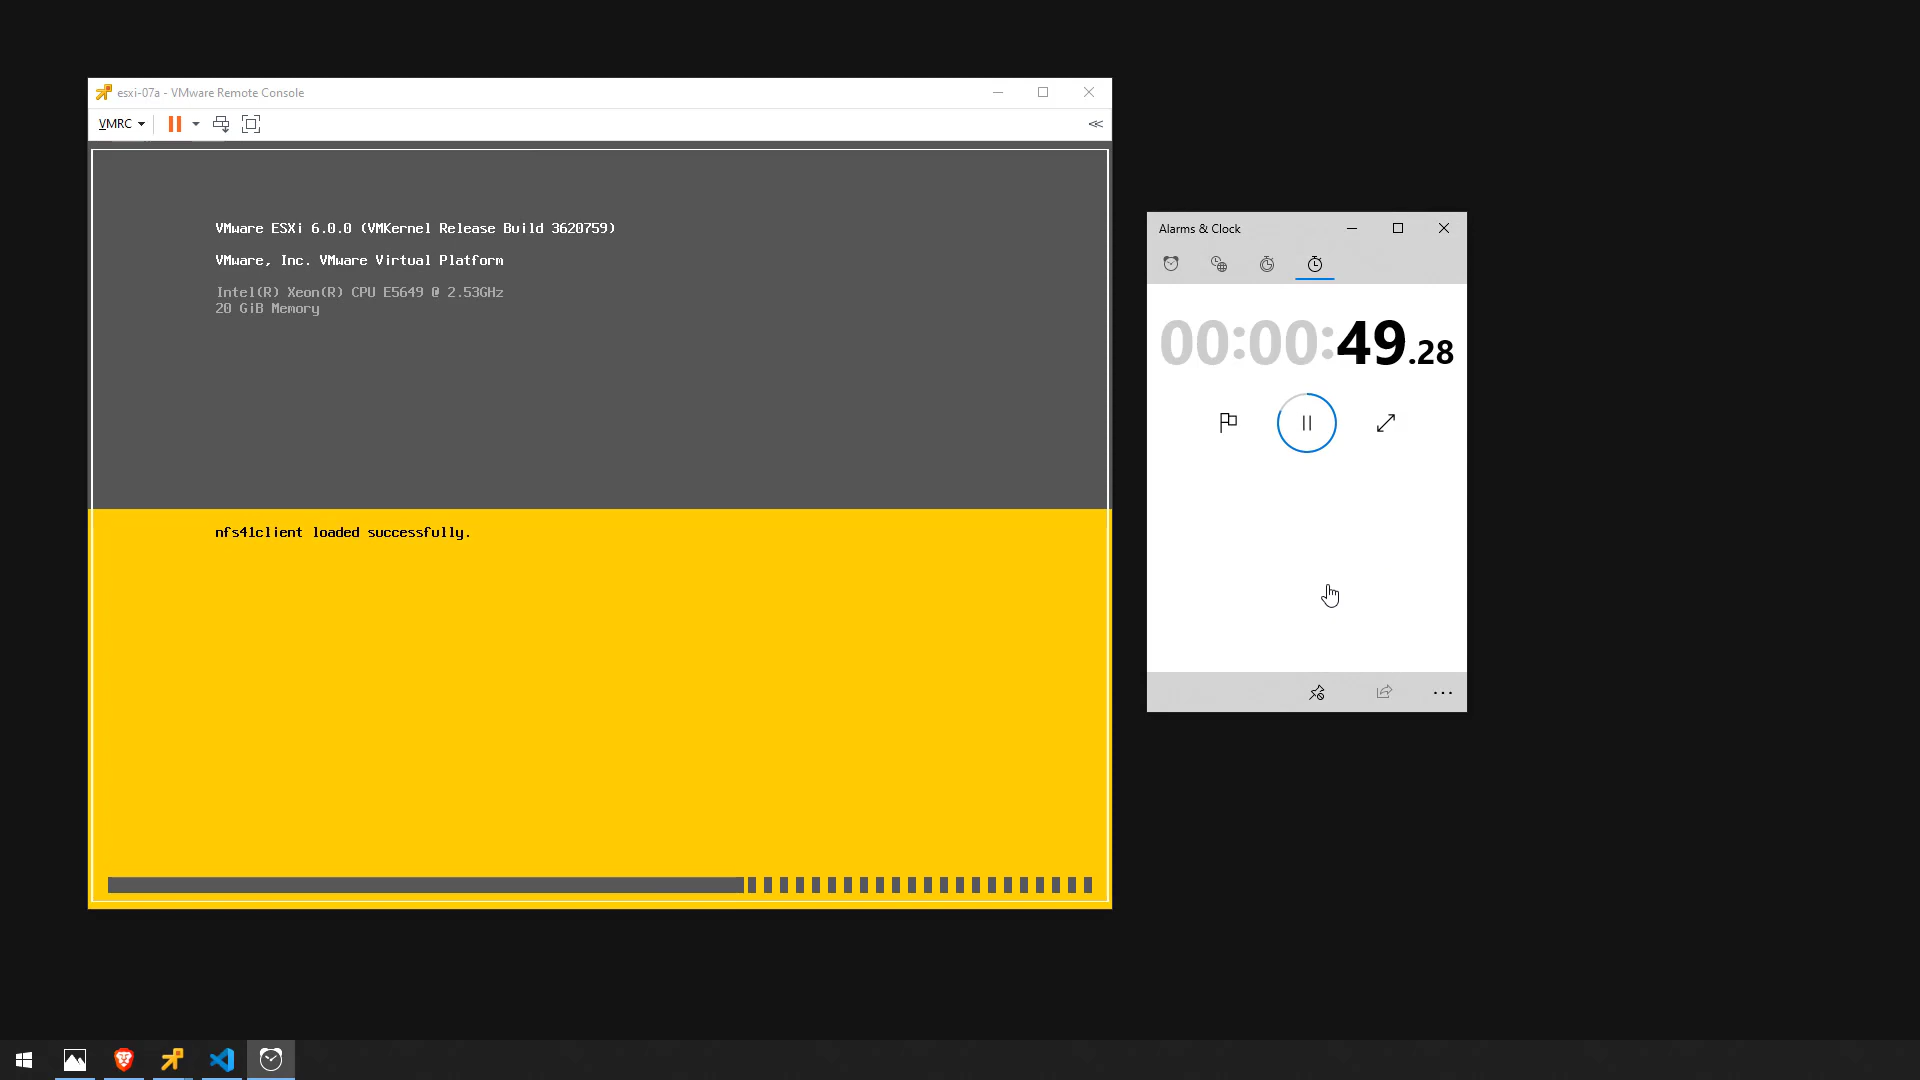 esxi-07a - VMware Remote Console
VMRC
VMware ESXi 6.0.0 (VMKernel Release Build 3620759)
VMware, Inc. VMware Virtual Platform
Intel(R) Xeon(R) CPU E5649 @ 2.53GHz
20 GiB Memory
nfs41client loaded successfully.
Alarms & Clock
00:00:49.28